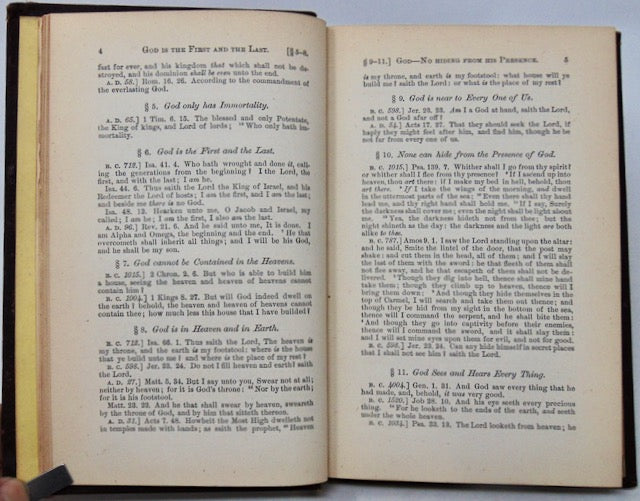 4 GOD IS THE FIRST AND THE LAST. [§ 5-8.
fast for ever, and his kingdom that which shall not be de-
stroyed, and his dominion shall be even unto the end.
A. D. 58.] Rom. 16. 26. According to the commandment of
the everlasting God.
§ 5. God only has Immortality.
A. D. 65.] 1 Tim. 6. 15. The blessed and only Potentate,
the King of kings, and Lord of lords; 16 Who only hath im-
mortality.
§ 6. God is the First and the Last.
B. C. 712.] Isa. 41. 4. Who hath wrought and done it, call-
ing the generations from the beginning? I the Lord, the
first, and with the last; I am he.
Isa. 44. 6. Thus saith the Lord the King of Israel, and his
Redeemer the Lord of hosts; I am the first, and I am the last;
and beside me there is no God.
Isa. 48. 12. Hearken unto me, O Jacob and Israel, my
called; I am he; I am the first, I also am the last.
A. D. 96.] Rev. 21. 6. And he said unto me, It is done. I
am Alpha and Omega, the beginning and the end. 7 He that
overcometh shall inherit all things; and I will be his God,
and he shall be my son.
§ 7. God cannot be Contained in the Heavens.
B. C. 1015.] 2 Chron. 2. 6. But who is able to build him
a house, seeing the heaven and heaven of heavens cannot
contain him?
B. C. 1004.] 1 Kings 8. 27. But will God indeed dwell on
the earth? behold, the heaven and heaven of heavens cannot
contain thee; how much less this house that I have builded?
§ 8. God is in Heaven and in Earth.
B. C. 712.] Isa. 66. 1. Thus saith the Lord, The heaven is
my throne, and the earth is my footstool: where is the house
that ye build unto me? and where is the place of my rest?
B. C. 598.] Jer. 23. 24. Do not I fill heaven and earth? saith
the Lord.
A. D. 27.] Matt. 5. 34. But I say unto you, Swear not at all;
neither by heaven; for it is God's throne; 35 Nor by the earth;
for it is his footstool.
Matt. 23. 22. And he that shall swear by heaven, sweareth
by the throne of God, and by him that sitteth thereon.
A. D. 31.] Acts 7. 48. Howbeit the Most High dwelleth not
in temples made with hands; as saith the prophet, 49 Heaven
§ 9-11.] GOD—NO HIDING FROM HIS PRESENCE. 5
is my throne, and earth is my footstool: what house will ye
build me? saith the Lord: or what is the place of my rest?
§ 9. God is near to Every One of Us.
B. C. 598.] Jer. 23. 23. Am I a God at hand, saith the Lord,
and not a God afar off?
A. D. 54.] Acts 17. 27. That they should seek the Lord, if
haply they might feel after him, and find him, though he be
not far from every one of us.
§ 10. None can hide from the Presence of God.
B. C. 1015.] Psa. 139. 7. Whither shall I go from thy spirit?
or whither shall I flee from thy presence? 8 If I ascend up into
heaven, thou art there: if I make my bed in hell, behold, thou
art there. 9 If I take the wings of the morning, and dwell
in the uttermost parts of the sea; 10 Even there shall thy hand
lead me, and thy right hand shall hold me. 11 If I say, Surely
the darkness shall cover me; even the night shall be light about
me. 12 Yea, the darkness hideth not from thee; but the
night shineth as the day: the darkness and the light are both
alike to thee.
B. C. 787.] Amos 9. 1. I saw the Lord standing upon the altar:
and he said, Smite the lintel of the door, that the post may
shake: and cut them in the head, all of them; and I will slay
the last of them with the sword: he that fleeth of them shall
not flee away, and he that escapeth of them shall not be de-
livered. 2 Though they dig into hell, thence shall mine hand
take them; though they climb up to heaven, thence will I
bring them down: 3 And though they hide themselves in the
top of Carmel, I will search and take them out thence; and
though they be hid from my sight in the bottom of the sea,
thence will I command the serpent, and he shall bite them:
4 And though they go into captivity before their enemies,
thence will I command the sword, and it shall slay them:
and I will set mine eyes upon them for evil, and not for good.
B. C. 598.] Jer. 23. 24. Can any hide himself in secret places
that I shall not see him? saith the Lord.
§ 11. God Sees and Hears Every Thing.
B. C. 4004.] Gen. 1. 31. And God saw every thing that he
had made, and, behold, it was very good.
B. C. 1520.] Job 28. 10. And his eye seeth every precious
thing. 24 For he looketh to the ends of the earth, and seeth
under the whole heaven.
B. C. 1034.] Psa. 33. 13. The Lord looketh from heaven; he